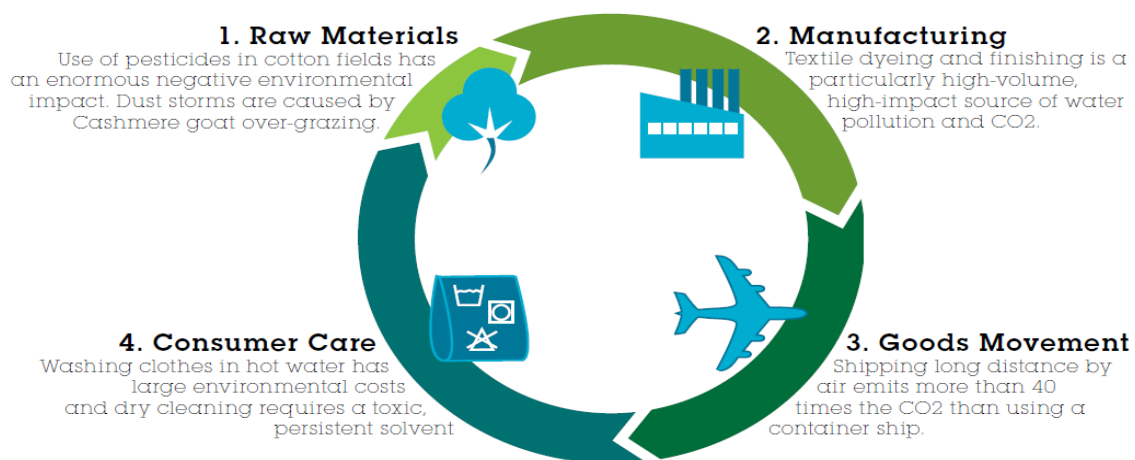 1. Raw Materials
Use of pesticides in cotton fields has
an enormous negative environmental
impact. Dust storms are caused by
Cashmere goat over-grazing.
2. Manufacturing
Textile dyeing and finishing is a
particularly high-volume,
high-impact source of water
pollution and CO2.
3. Goods Movement
Shipping long distance by
air emits more than 40
times the CO2 than using a
container ship.
4. Consumer Care
Washing clothes in hot water has
large environmental costs
and dry cleaning requires a toxic,
persistent solvent